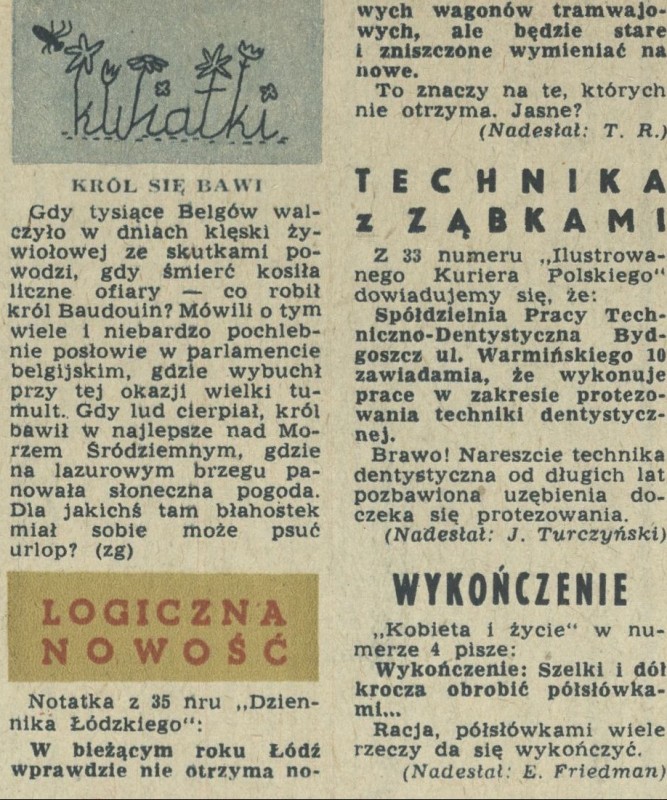 kwiatki
KRÓL SIĘ BAWI
Gdy tysiące Belgów wal-
czyło w dniach klęski ży-
wiołowej ze skutkami po-
wodzi, gdy śmierć kosiła
liczne ofiary — co robił
król Baudouin? Mówili o tym
wiele i niebardzo pochleb-
nie posłowie w parlamencie
belgijskim, gdzie wybuchł
przy tej okazji wielki tu-
mult. Gdy lud cierpiał, król
bawił w najlepsze nad Mo-
rzem Śródziemnym, gdzie
na lazurowym brzegu pa-
nowała słoneczna pogoda.
Dla jakichś tam błahostek
miał sobie może psuć
urlop? (zg)
LOGICZNA
NOWOŚĆ
Notatka z 35 nru „Dzien-
nika Łódzkiego“:
W bieżącym roku Łódź
wprawdzie nie otrzyma no-
wych wagonów tramwajo-
wych, ale będzie stare
i zniszczone wymieniać na
nowe.
To znaczy na te, których
nie otrzyma. Jasne?
(Nadesłał: T. R.)
TECHNIKA
z ZĄBKAMI
Z 33 numeru „Ilustrowa-
nego Kuriera Polskiego“
dowiadujemy się, że:
Spółdzielnia Pracy Tech-
niczno-Dentystyczna Byd-
goszcz ul. Warmińskiego 10
zawiadamia, że wykonuje
prace w zakresie protezo-
wania techniki dentystycz-
nej.
Brawo! Nareszcie technika
dentystyczna od długich lat
pozbawiona uzębienia do-
czeka się protezowania.
(Nadesłał: J. Turczyński)
WYKOŃCZENIE
„Kobieta i życie“ w nu-
merze 4 pisze:
Wykończenie: Szelki i dół
krocza obrobić półsłówka-
mi...
Racja, półsłówkami wiele
rzeczy da się wykończyć.
(Nadesłał: E. Friedman)